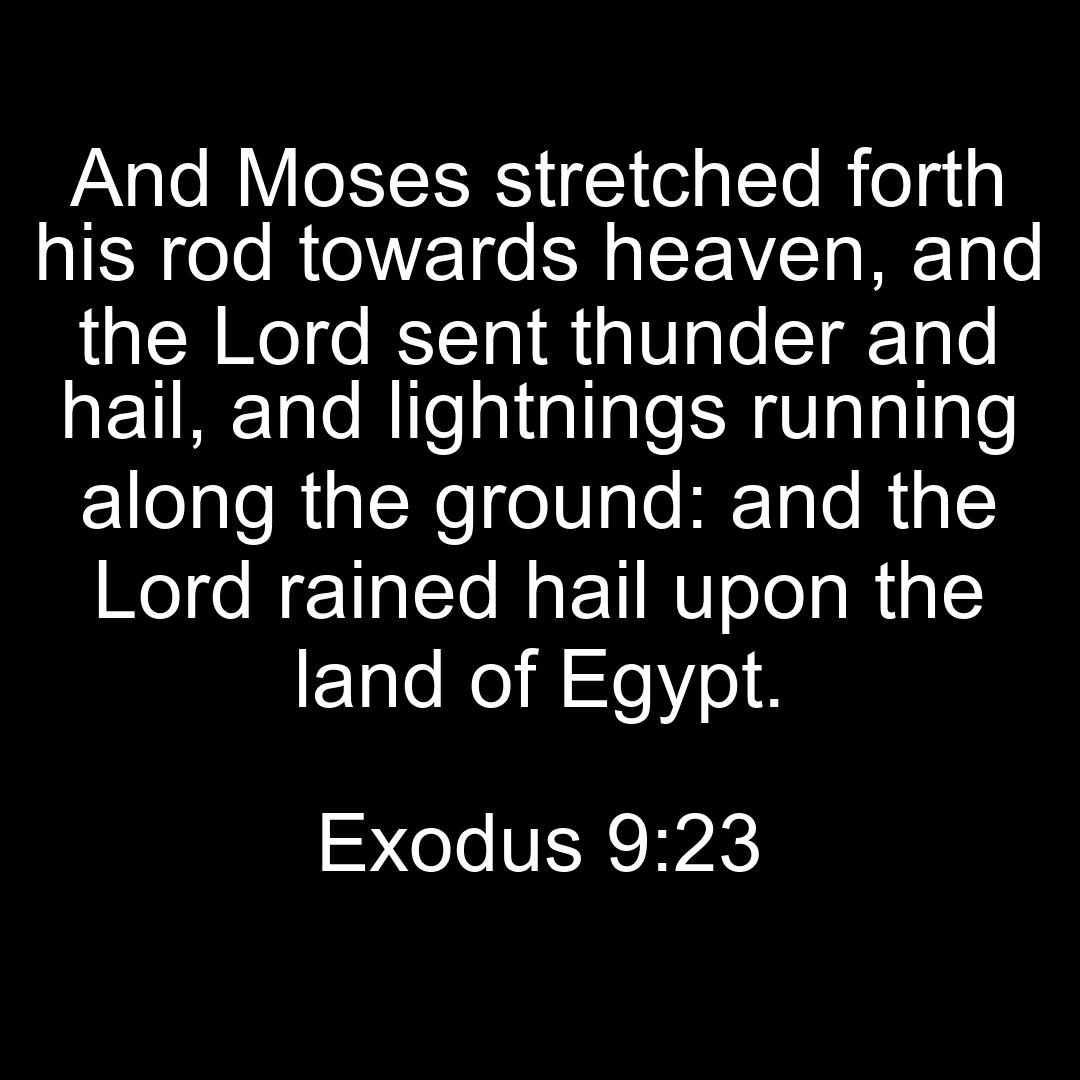 And Moses stretched forth
his rod towards heaven, and
the Lord sent thunder and
hail, and lightnings running
along the ground: and the
Lord rained hail upon the
land of Egypt.
Exodus 9:23